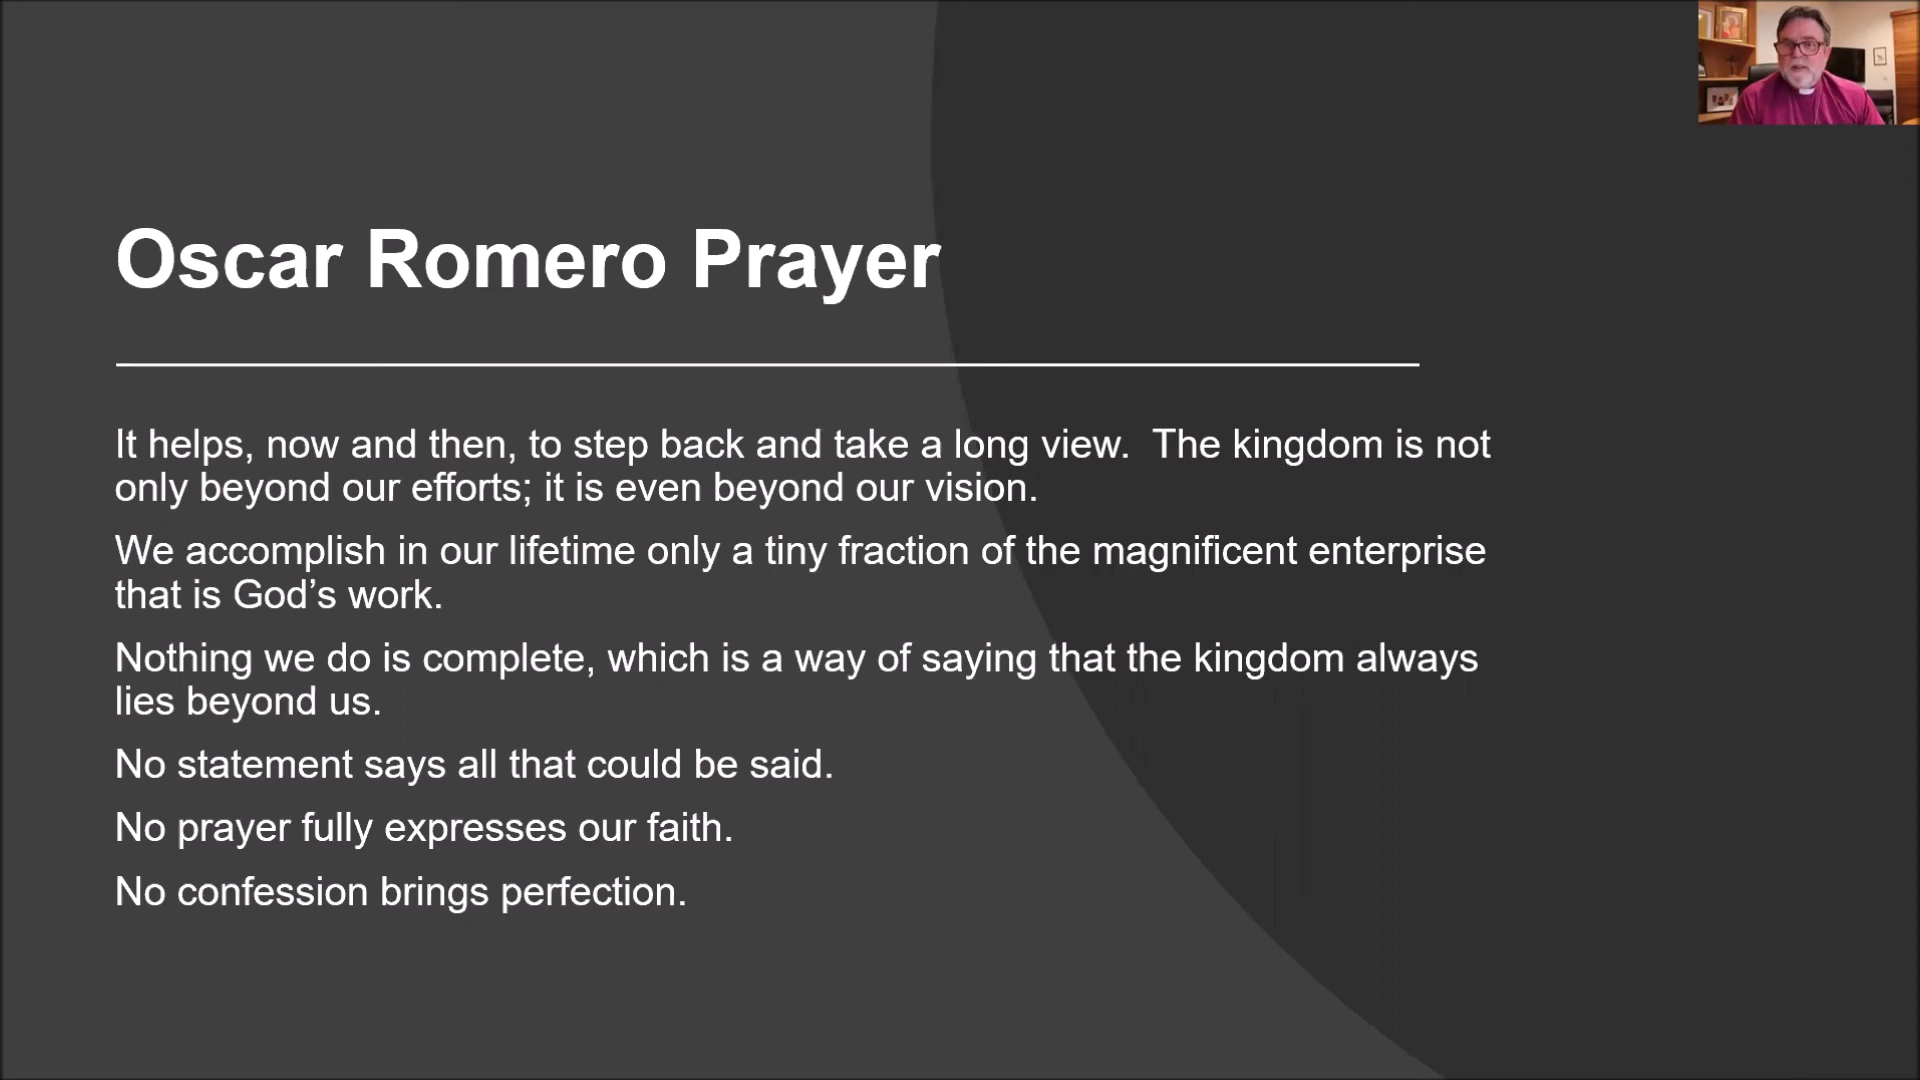 Oscar Romero Prayer
It helps, now and then, to step back and take a long view.  The kingdom is not
only beyond our efforts; it is even beyond our vision.
We accomplish in our lifetime only a tiny fraction of the magnificent enterprise
that is God’s work.
Nothing we do is complete, which is a way of saying that the kingdom always
lies beyond us.
No statement says all that could be said.
No prayer fully expresses our faith.
No confession brings perfection.